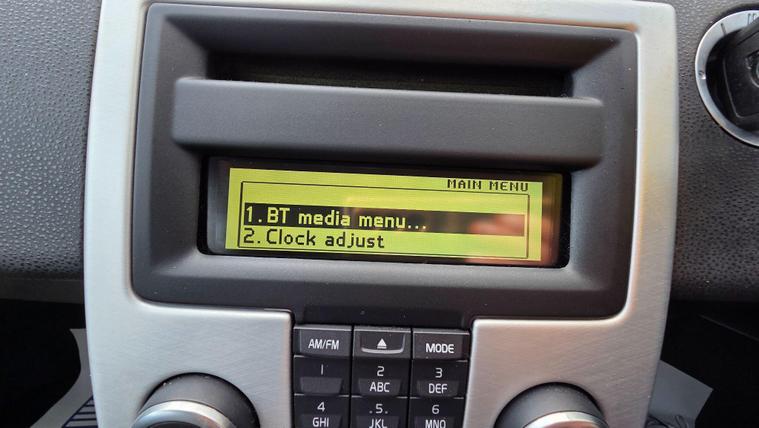 MAIN MENU
1. BT media menu...
2. Clock adjust
AM/FM
MODE
1
2
ABC
3
DEF
4
GHI
.5.
JKL
6
MNO